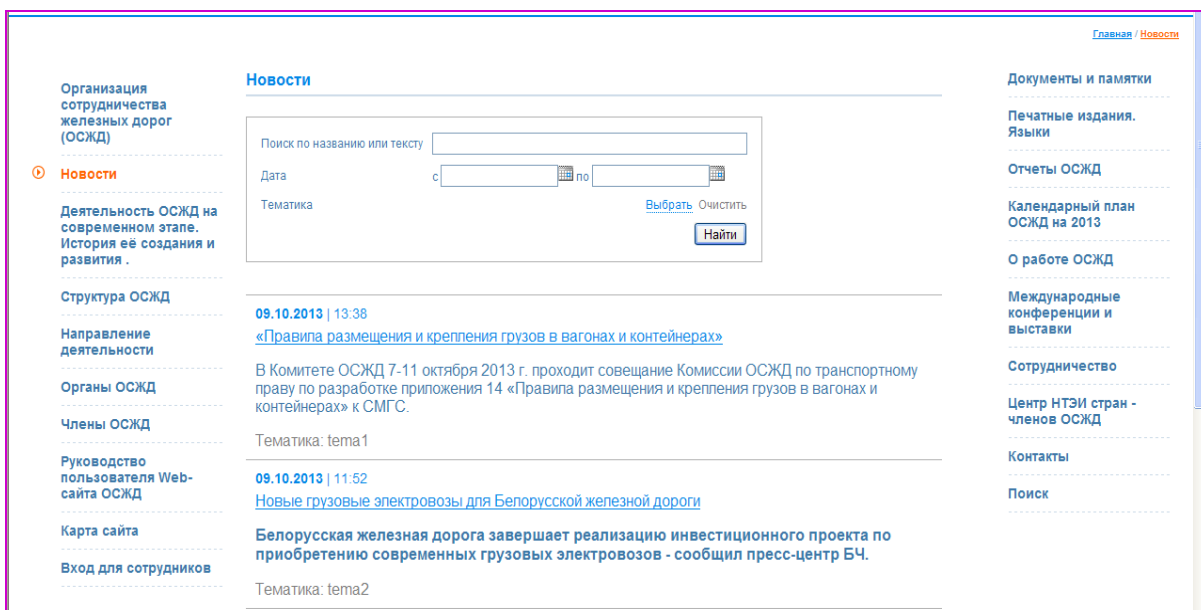 Главная / Новости
Организация
сотрудничества
железных дорог
(ОСЖД)
Новости
Деятельность ОСЖД на
современном этапе.
История её создания и
развития .
Структура ОСЖД
Направление
деятельности
Органы ОСЖД
Члены ОСЖД
Руководство
пользователя Web-
сайта ОСЖД
Карта сайта
Вход для сотрудников
Новости
Поиск по названию или тексту
Дата с по
Тематика Выбрать Очистить
Найти
09.10.2013 | 13:38
«Правила размещения и крепления грузов в вагонах и контейнерах»
В Комитете ОСЖД 7-11 октября 2013 г. проходит совещание Комиссии ОСЖД по транспортному
праву по разработке приложения 14 «Правила размещения и крепления грузов в вагонах и
контейнерах» к СМГС.
Тематика: tema1
09.10.2013 | 11:52
Новые грузовые электровозы для Белорусской железной дороги
Белорусская железная дорога завершает реализацию инвестиционного проекта по
приобретению современных грузовых электровозов - сообщил пресс-центр БЧ.
Тематика: tema2
Документы и памятки
Печатные издания.
Языки
Отчеты ОСЖД
Календарный план
ОСЖД на 2013
О работе ОСЖД
Международные
конференции и
выставки
Сотрудничество
Центр НТЭИ стран -
членов ОСЖД
Контакты
Поиск